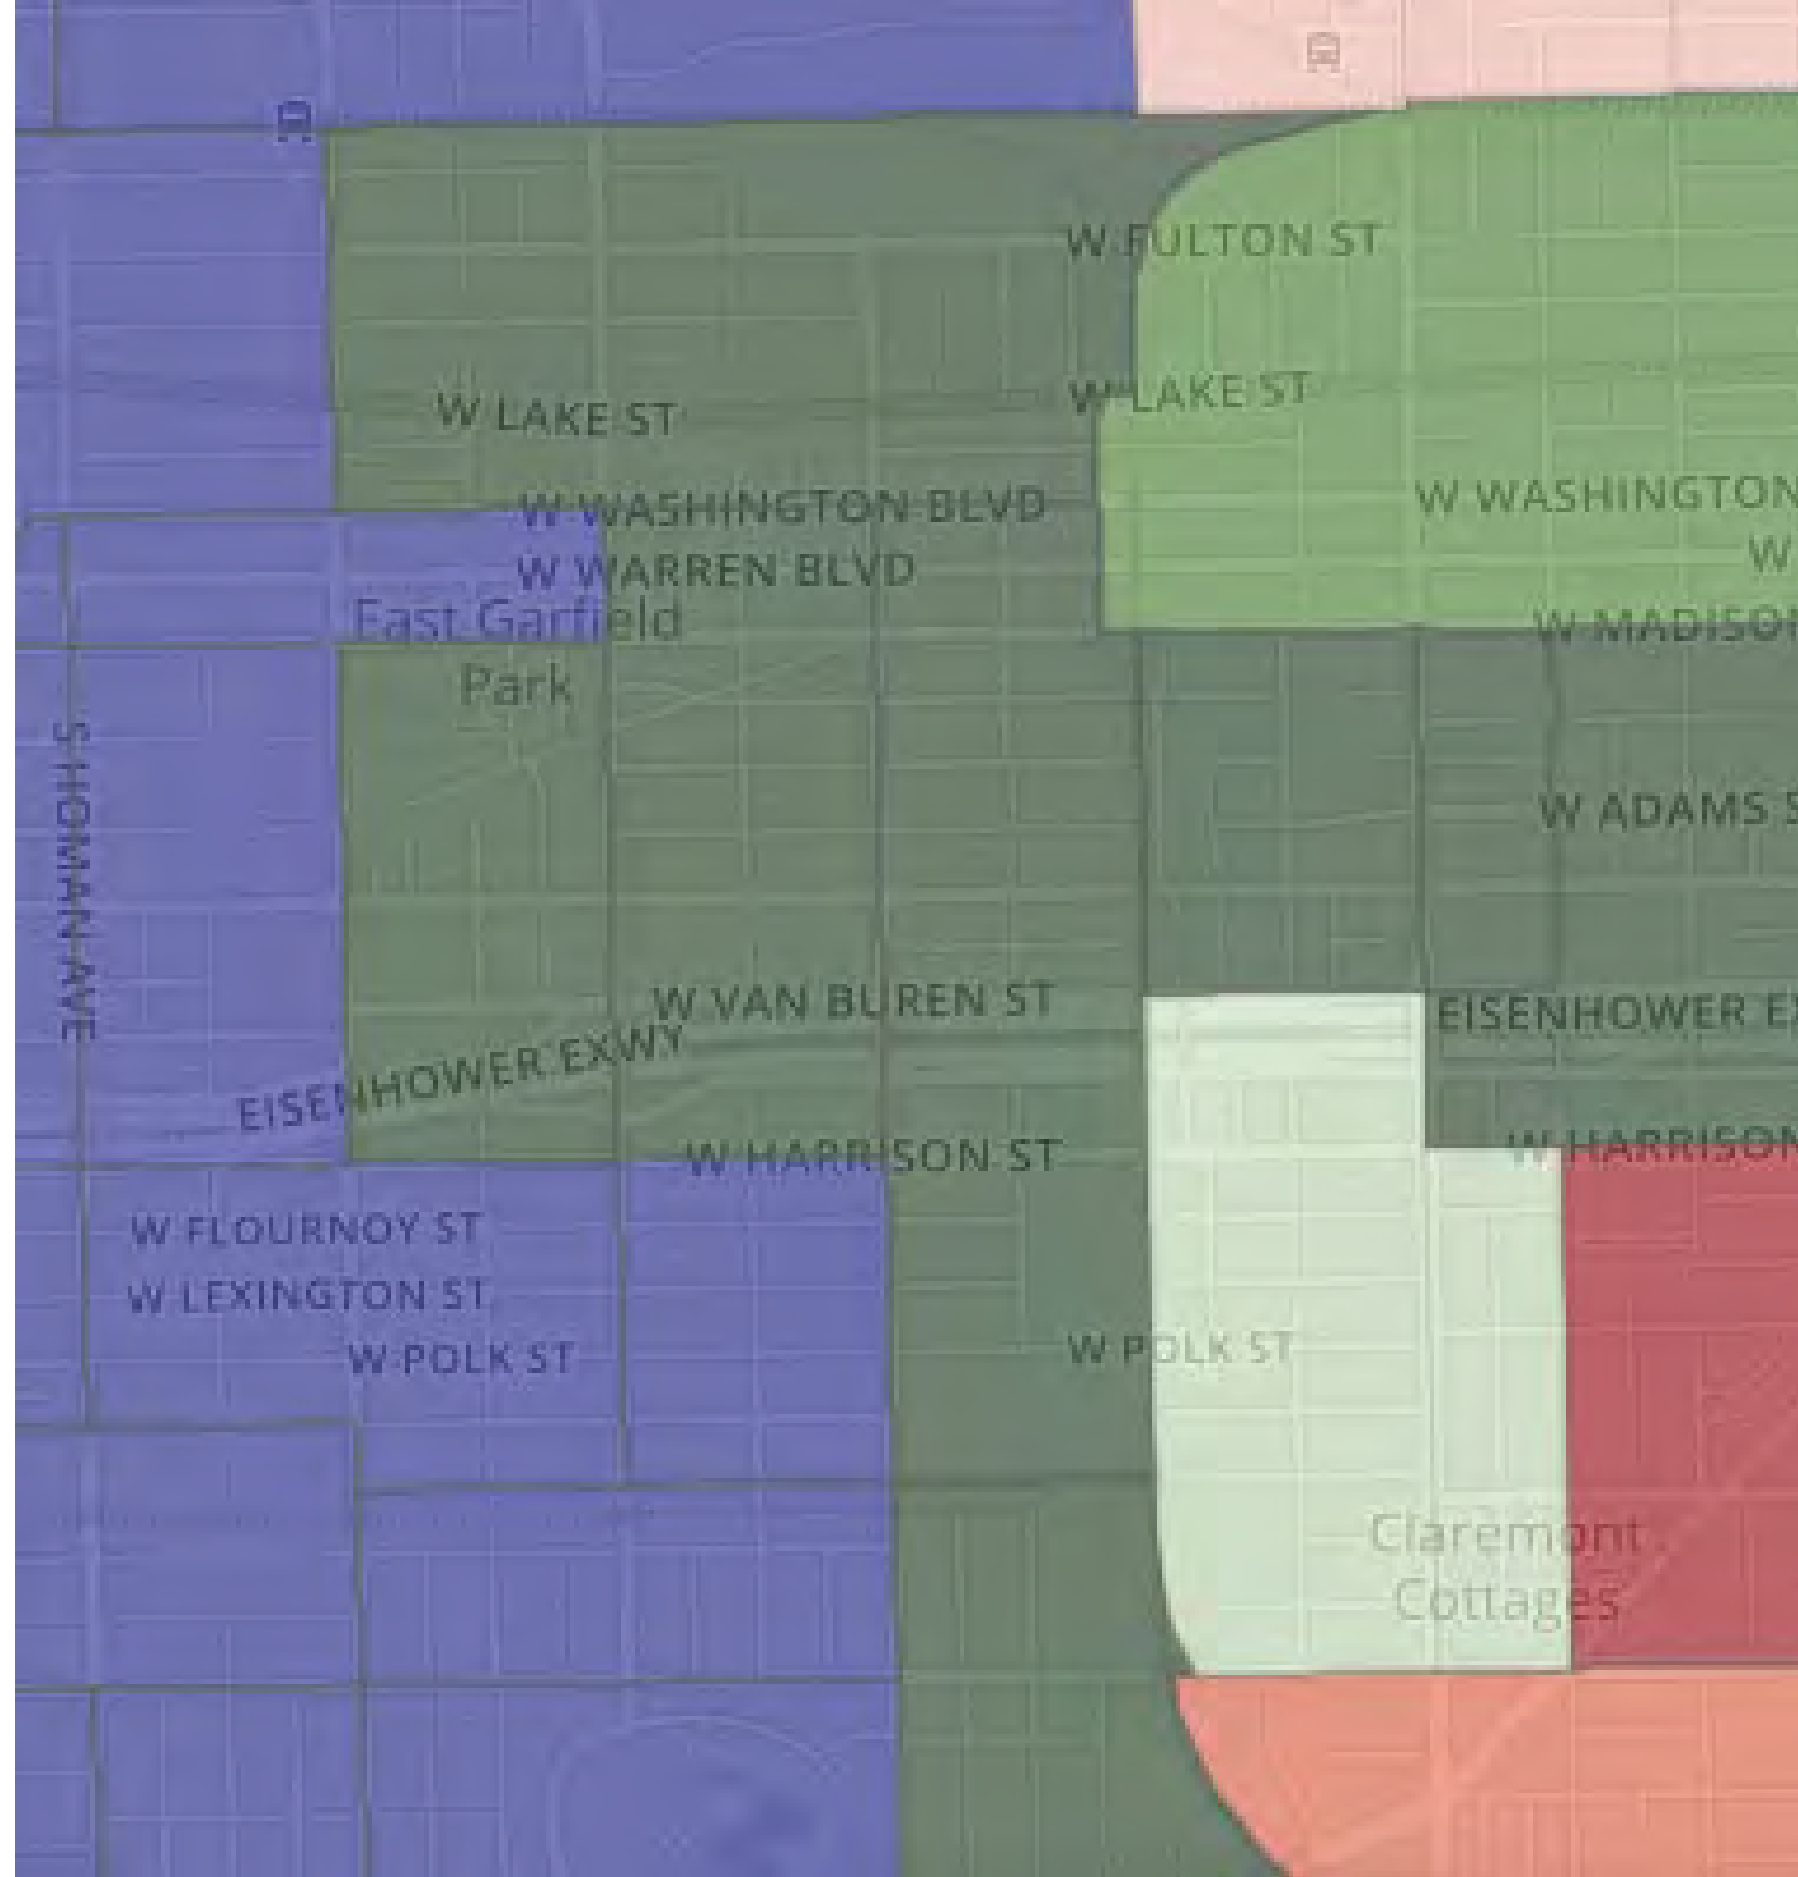 W FULTON ST
W LAKE ST
W LAKE ST
W WASHINGTON BLVD
W WASHINGTON
W WARREN BLVD
W
East Garfield
Park
W MADISON
S HOMAN AVE
W ADAMS S
W VAN BUREN ST
EISENHOWER EXWY
EISENHOWER EX
W HARRISON ST
W HARRISON
W FLOURNOY ST
W LEXINGTON ST
W POLK ST
W POLK ST
Claremont
Cottages